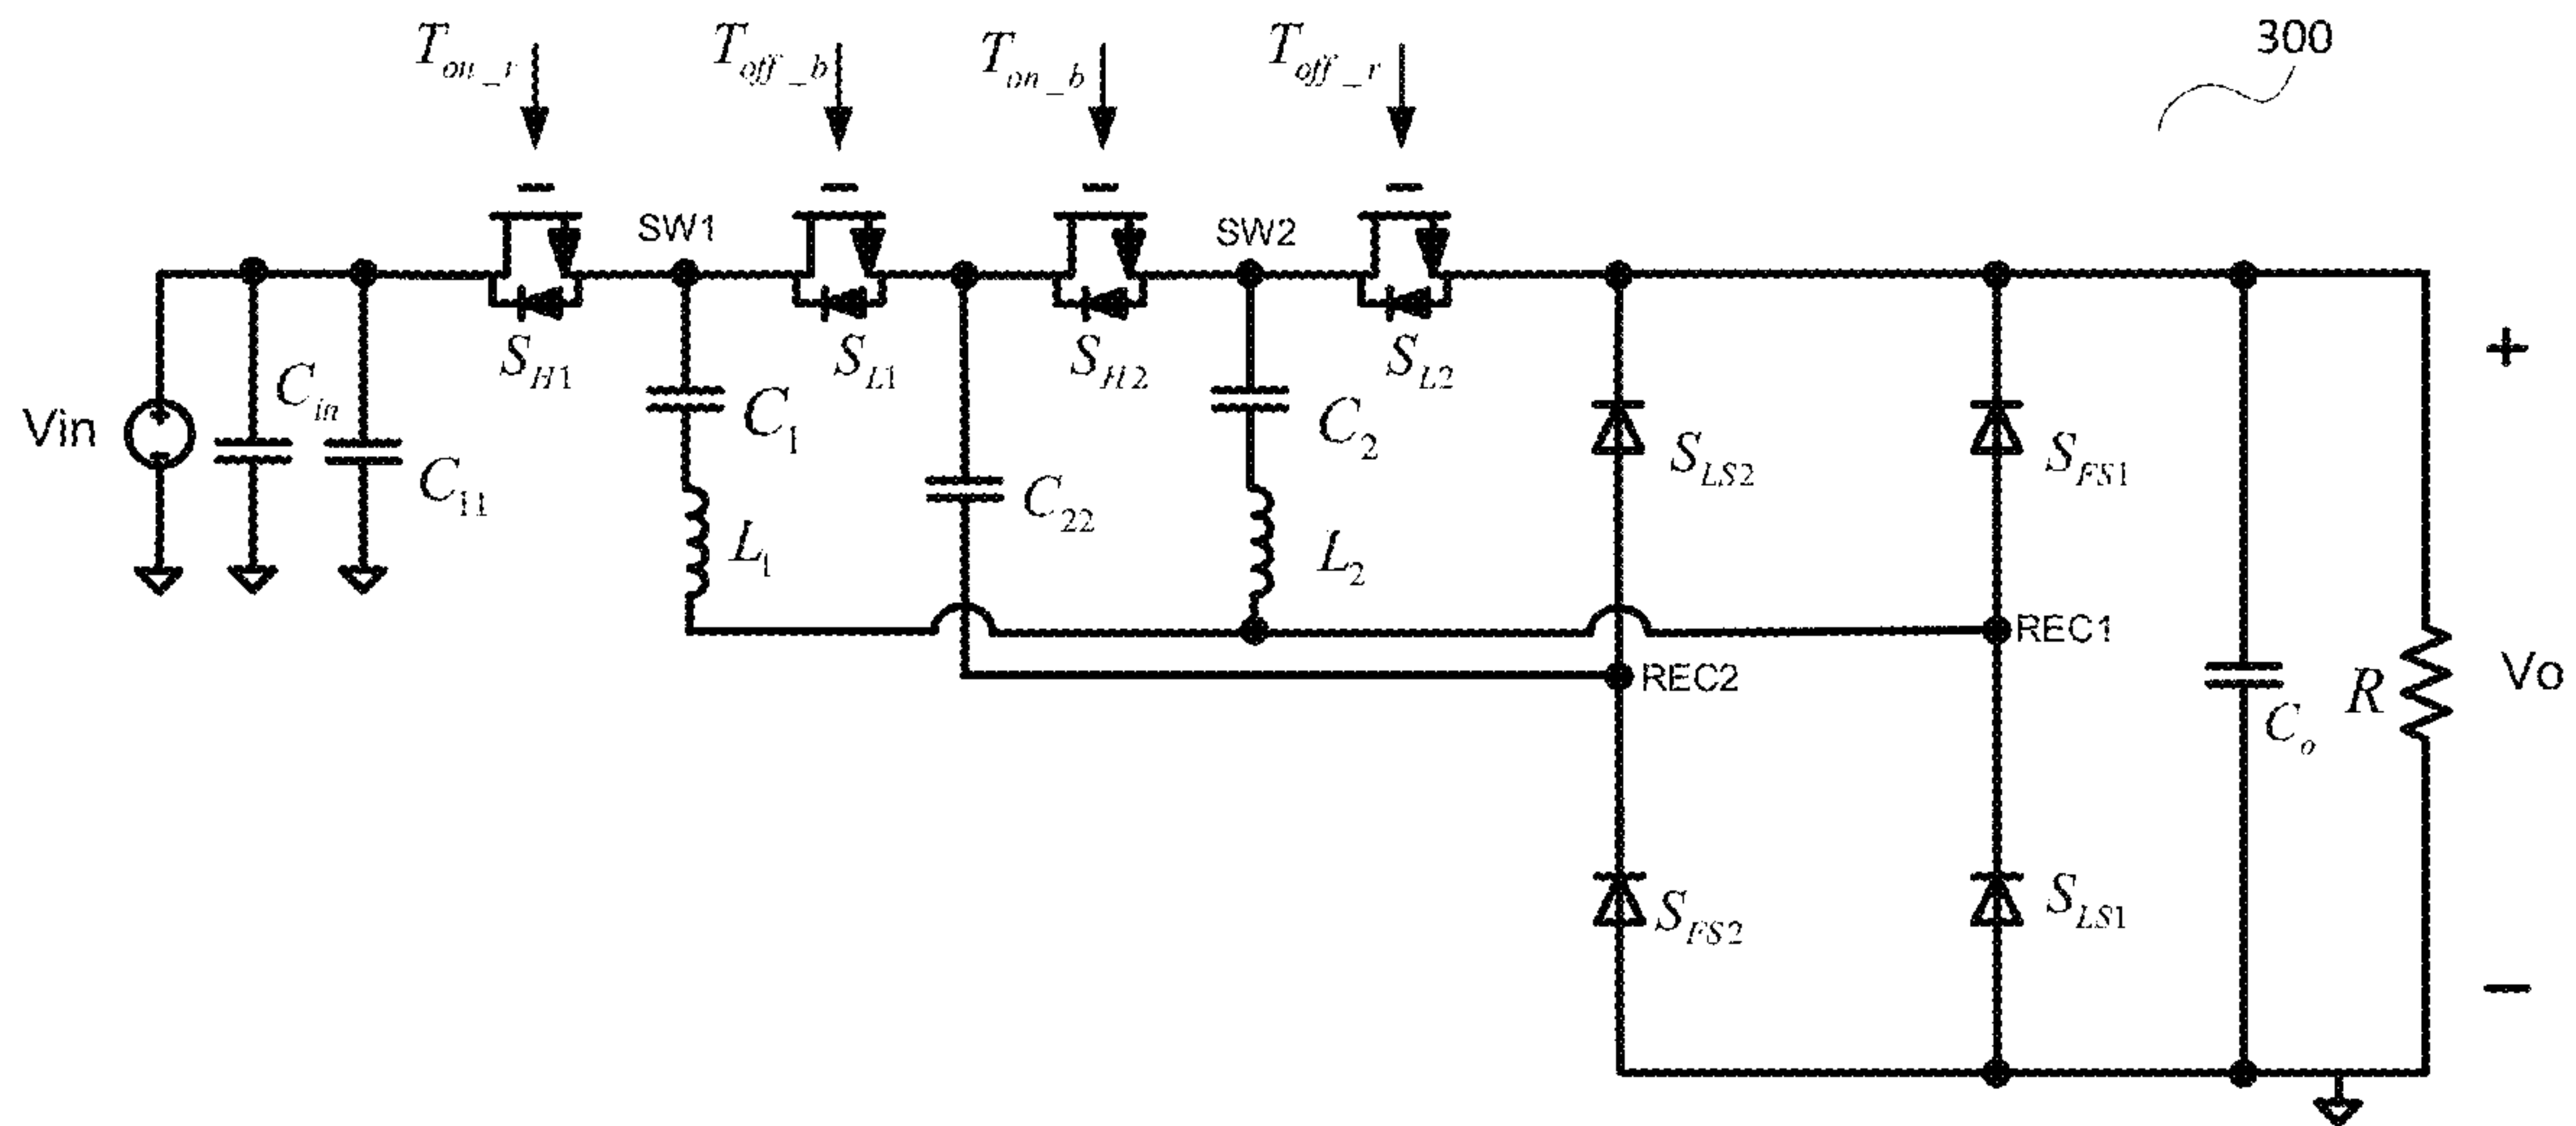 300
T_on_r T_off_b T_on_b T_off_r
SW1 SW2
S_H1 S_L1 S_H2 S_L2
+
Vin C_in C_11 C_1 C_22 C_2 S_LS2 S_FS1
L_1 L_2
REC1
REC2
R Vo
C_o
S_FS2 S_LS1
−